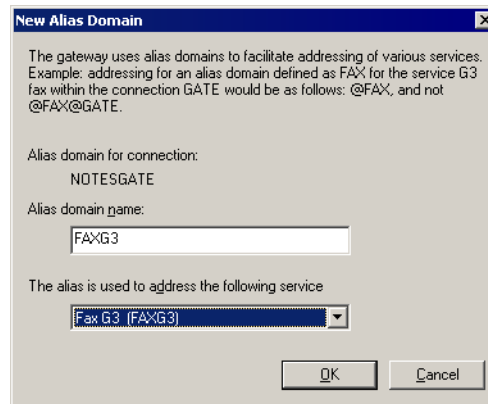 New Alias Domain
The gateway uses alias domains to facilitate addressing of various services.
Example: addressing for an alias domain defined as FAX for the service G3
fax within the connection GATE would be as follows: @FAX, and not
@FAX@GATE.
Alias domain for connection:
NOTESGATE
Alias domain name:
FAXG3
The alias is used to address the following service
Fax G3 (FAXG3)
OK Cancel